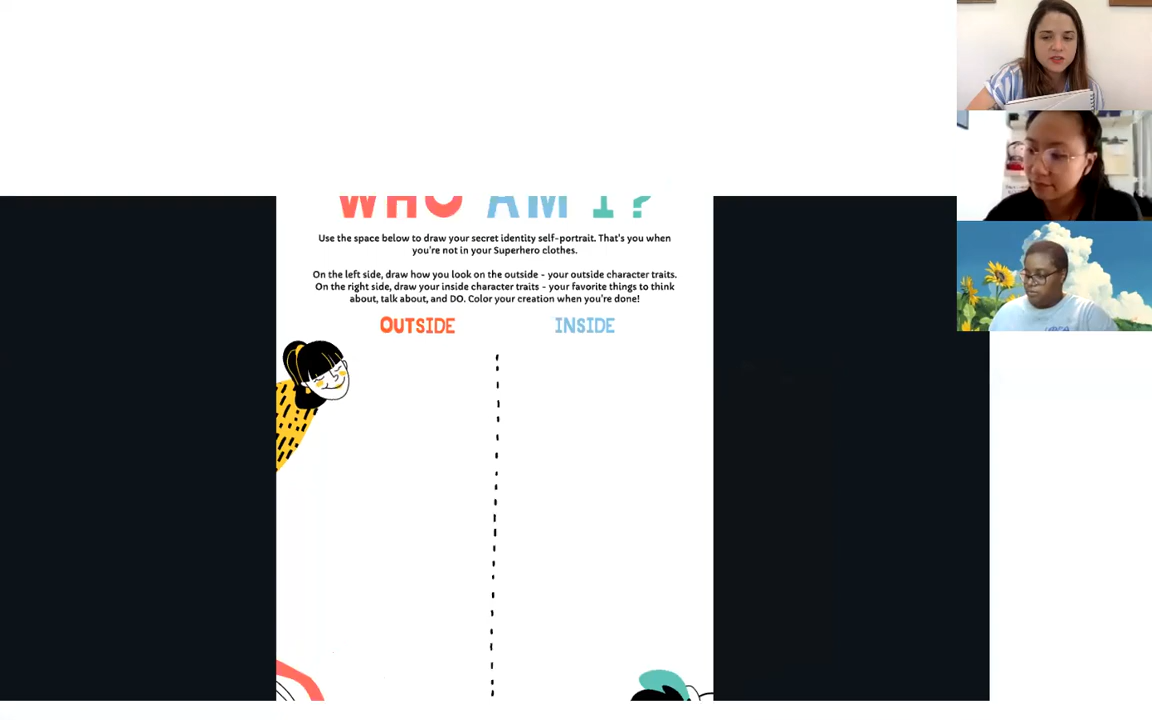 WHO AM I?
Use the space below to draw your secret identity self-portrait. That's you when
you're not in your Superhero clothes.
On the left side, draw how you look on the outside - your outside character traits.
On the right side, draw your inside character traits - your favorite things to think
about, talk about, and DO. Color your creation when you're done!
OUTSIDE INSIDE